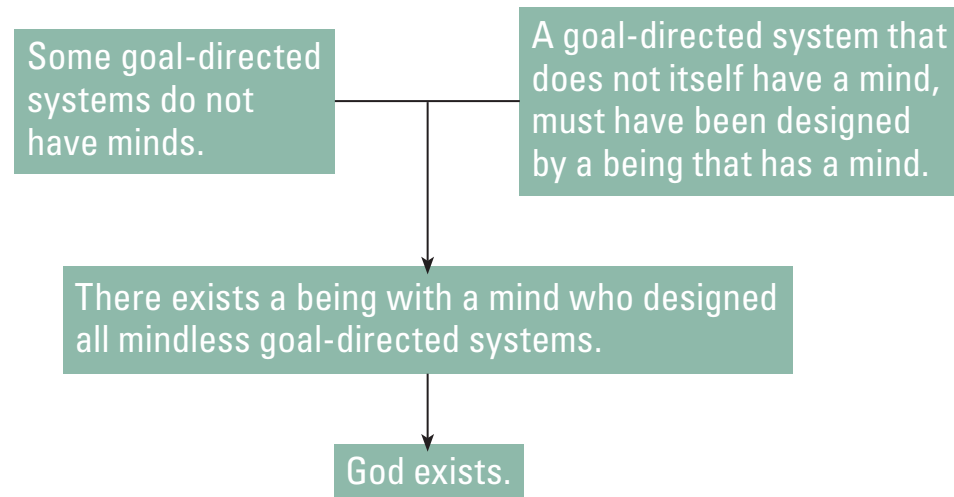 Some goal-directed
systems do not
have minds.
A goal-directed system that
does not itself have a mind,
must have been designed
by a being that has a mind.
There exists a being with a mind who designed
all mindless goal-directed systems.
God exists.